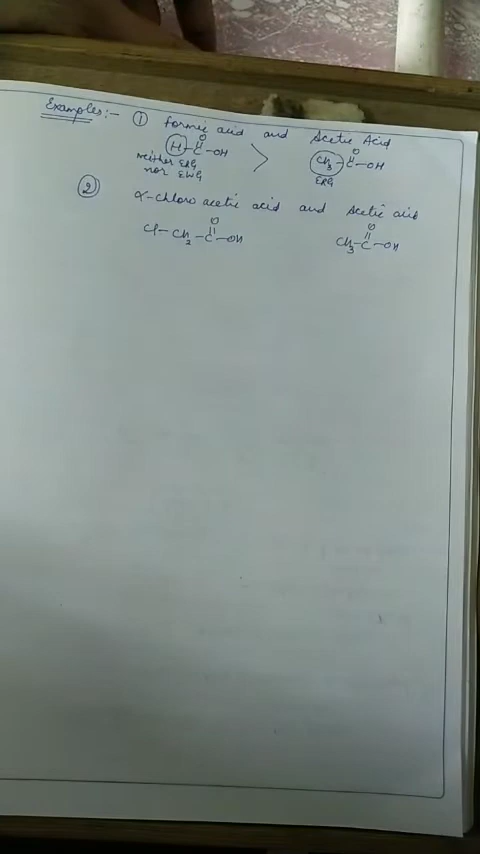 Examples:- ① Formic acid and Acetic Acid
H-C(=O)-OH > CH₃-C(=O)-OH
neither ERG
nor EWG
ERG
② α-chloro acetic acid and Acetic acid
Cl-CH₂-C(=O)-OH CH₃-C(=O)-OH